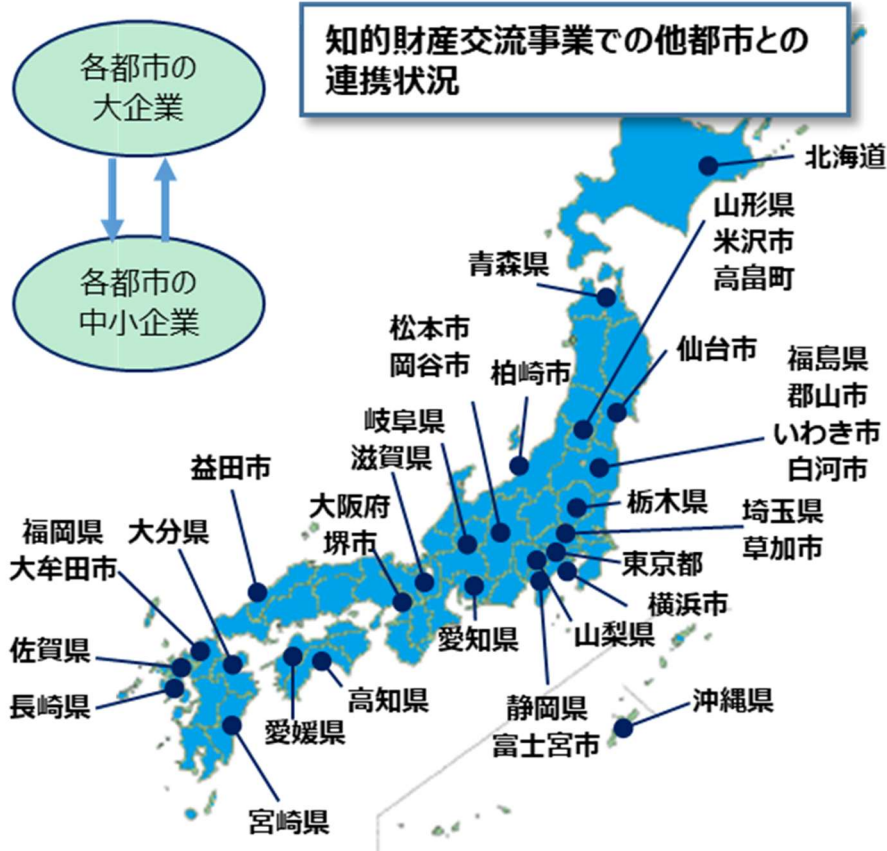 知的財産交流事業での他都市との
連携状況
各都市の
大企業
各都市の
中小企業
北海道
山形県
米沢市
高畠町
青森県
松本市
岡谷市
柏崎市
仙台市
福島県
郡山市
いわき市
白河市
岐阜県
滋賀県
益田市
大阪府
堺市
栃木県
埼玉県
草加市
福岡県
大牟田市
大分県
東京都
横浜市
愛知県
山梨県
佐賀県
長崎県
高知県
愛媛県
静岡県
富士宮市
沖縄県
宮崎県